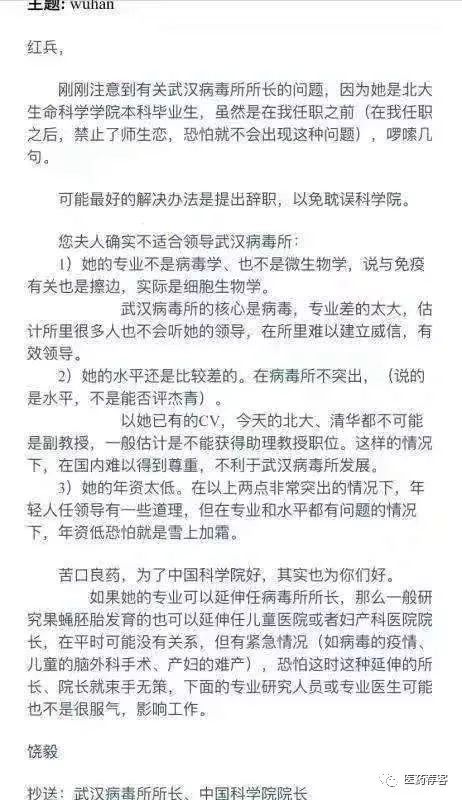 主题: wuhan
红兵，
刚刚注意到有关武汉病毒所所长的问题，因为她是北大
生命科学学院本科毕业生，虽然是在我任职之前（在我任职
之后，禁止了师生恋，恐怕就不会出现这种问题），啰嗦几
句。
可能最好的解决办法是提出辞职，以免耽误科学院。
您夫人确实不适合领导武汉病毒所：
1）她的专业不是病毒学、也不是微生物学，说与免疫
有关也是擦边，实际是细胞生物学。
武汉病毒所的核心是病毒，专业差的太大，估
计所里很多人也不会听她的领导，在所里难以建立威信，有
效领导。
2）她的水平还是比较差的。在病毒所不突出，（说的
是水平，不是能否评杰青）。
以她已有的CV，今天的北大、清华都不可能
是副教授，一般估计是不能获得助理教授职位。这样的情况
下，在国内难以得到尊重，不利于武汉病毒所发展。
3）她的年资太低。在以上两点非常突出的情况下，年
轻人任领导有一些道理，但在专业和水平都有问题的情况
下，年资低恐怕就是雪上加霜。
苦口良药，为了中国科学院好，其实也为你们好。
如果她的专业可以延伸任病毒所所长，那么一般研
究果蝇胚胎发育的也可以延伸任儿童医院或者妇产科医院院
长，在平时可能没有关系，但有紧急情况（如病毒的疫情、
儿童的脑外科手术、产妇的难产），恐怕这时这种延伸的所
长、院长就束手无策，下面的专业研究人员或专业医生可能
也不是很服气，影响工作。
饶毅
抄送：武汉病毒所所长、中国科学院院长
医药荐客